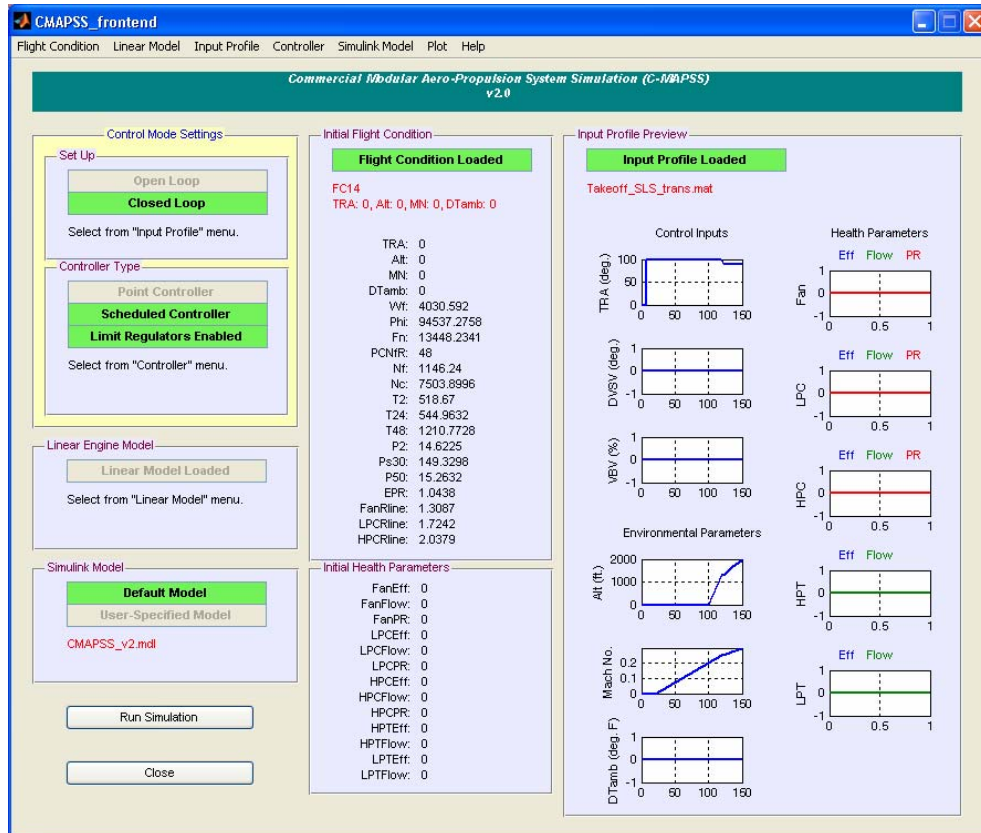 CMAPSS_frontend
Flight Condition Linear Model Input Profile Controller Simulink Model Plot Help
Commercial Modular Aero-Propulsion System Simulation (C-MAPSS)
v2.0
Control Mode Settings
Set Up
Open Loop
Closed Loop
Select from "Input Profile" menu.
Controller Type
Point Controller
Scheduled Controller
Limit Regulators Enabled
Select from "Controller" menu.
Linear Engine Model
Linear Model Loaded
Select from "Linear Model" menu.
Simulink Model
Default Model
User-Specified Model
CMAPSS_v2.mdl
Run Simulation
Close
Initial Flight Condition
Flight Condition Loaded
FC14
TRA: 0, Alt: 0, MN: 0, DTamb: 0
TRA: 0
Alt: 0
MN: 0
DTamb: 0
Wf: 4030.592
Phi: 94537.2758
Fn: 13448.2341
PCNfR: 48
Nf: 1146.24
Nc: 7503.8996
T2: 518.67
T24: 544.9632
T48: 1210.7728
P2: 14.6225
Ps30: 149.3298
P50: 15.2632
EPR: 1.0438
FanRline: 1.3087
LPCRline: 1.7242
HPCRline: 2.0379
Initial Health Parameters
FanEff: 0
FanFlow: 0
FanPR: 0
LPCEff: 0
LPCFlow: 0
LPCPR: 0
HPCEff: 0
HPCFlow: 0
HPCPR: 0
HPTEff: 0
HPTFlow: 0
LPTEff: 0
LPTFlow: 0
Input Profile Preview
Input Profile Loaded
Takeoff_SLS_trans.mat
Control Inputs
TRA (deg.)
100
50
0
0 50 100 150
DVSV (deg.)
1
0
-1
0 50 100 150
VBV (%)
1
0
-1
0 50 100 150
Environmental Parameters
Alt (ft.)
2000
1000
0
0 50 100 150
Mach No.
0.2
0.1
0
0 50 100 150
DTamb (deg. F)
1
0
-1
0 50 100 150
Health Parameters
Eff Flow PR
Fan
1
0
-1
0 0.5 1
Eff Flow PR
LPC
1
0
-1
0 0.5 1
Eff Flow PR
HPC
1
0
-1
0 0.5 1
Eff Flow
HPT
1
0
-1
0 0.5 1
Eff Flow
LPT
1
0
-1
0 0.5 1